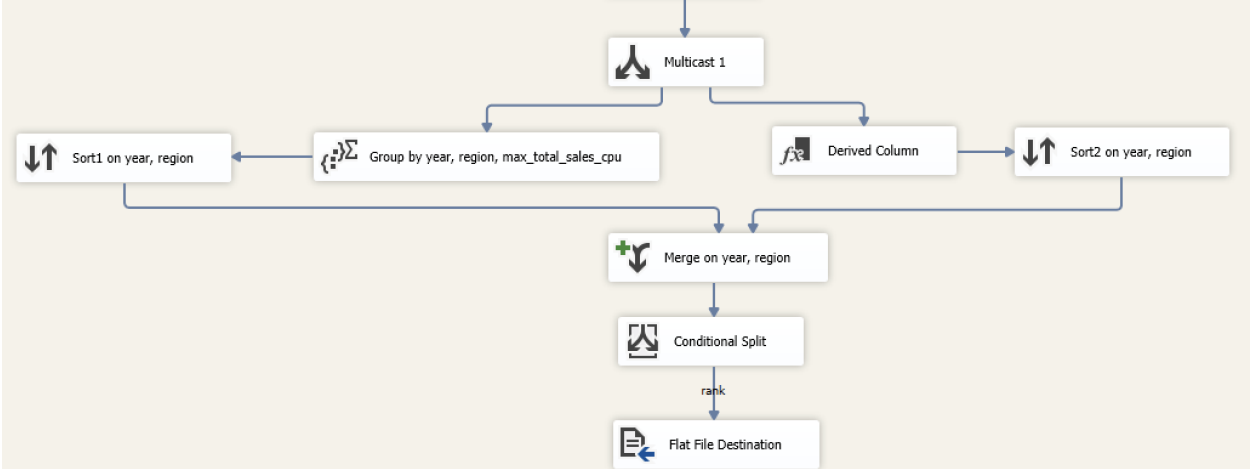 Multicast 1
Sort1 on year, region
Group by year, region, max_total_sales_cpu
Derived Column
Sort2 on year, region
Merge on year, region
Conditional Split
rank
Flat File Destination